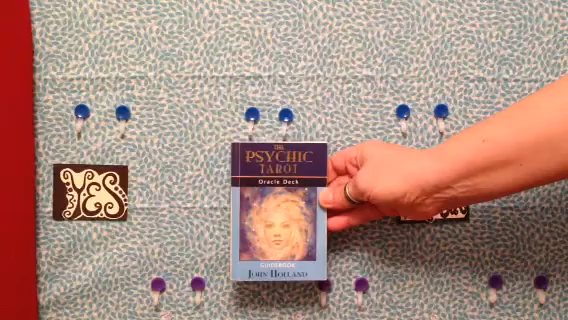 THE
PSYCHIC
TAROT
Oracle Deck
YES
GUIDEBOOK
JOHN HOLLAND